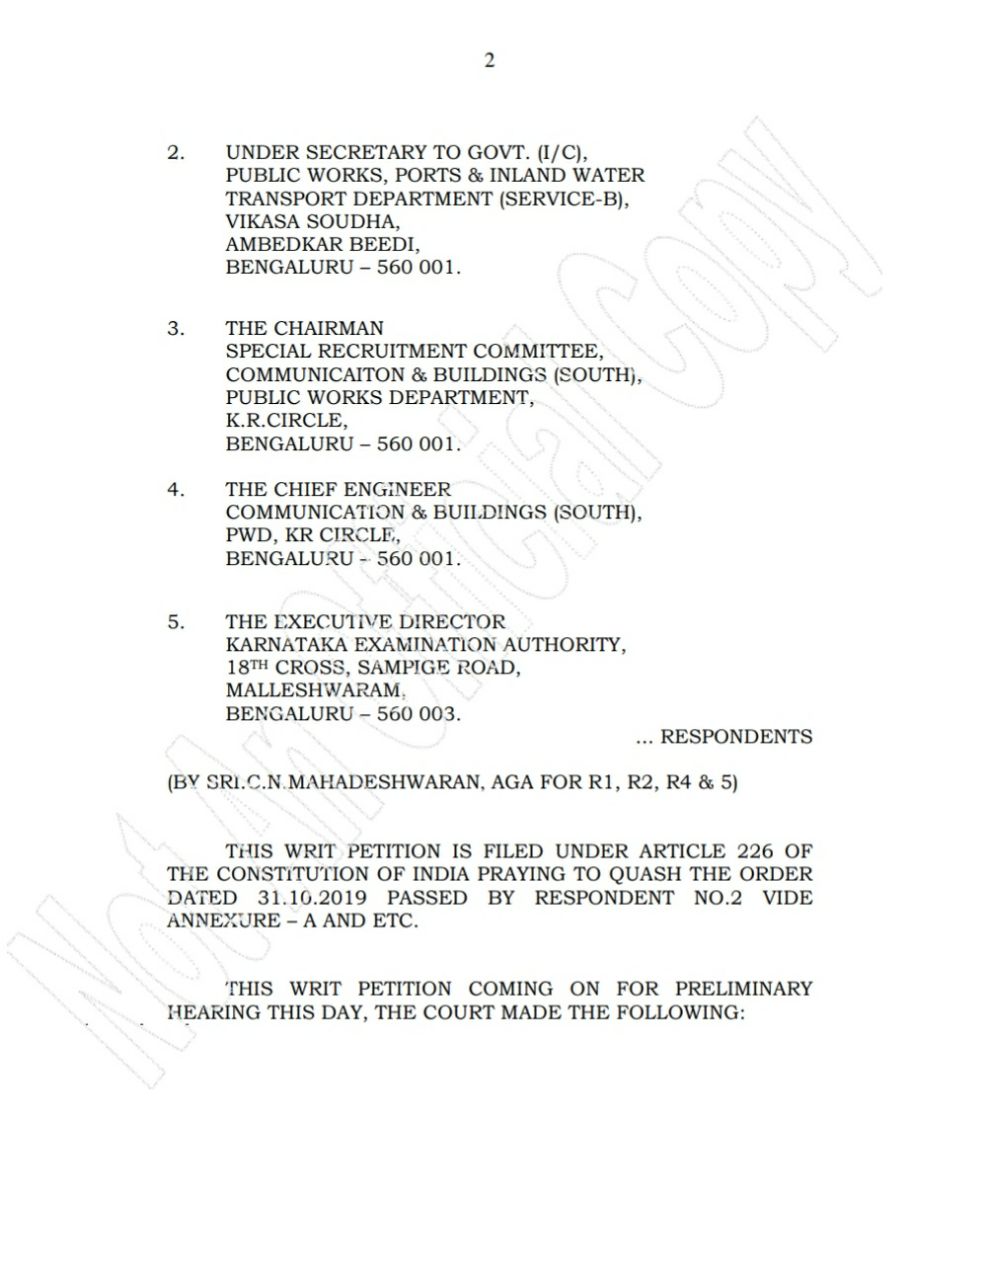 2
2. UNDER SECRETARY TO GOVT. (I/C),
PUBLIC WORKS, PORTS & INLAND WATER
TRANSPORT DEPARTMENT (SERVICE-B),
VIKASA SOUDHA,
AMBEDKAR BEEDI,
BENGALURU – 560 001.
3. THE CHAIRMAN
SPECIAL RECRUITMENT COMMITTEE,
COMMUNICAITON & BUILDINGS (SOUTH),
PUBLIC WORKS DEPARTMENT,
K.R.CIRCLE,
BENGALURU – 560 001.
4. THE CHIEF ENGINEER
COMMUNICATION & BUILDINGS (SOUTH),
PWD, KR CIRCLE,
BENGALURU – 560 001.
5. THE EXECUTIVE DIRECTOR
KARNATAKA EXAMINATION AUTHORITY,
18TH CROSS, SAMPIGE ROAD,
MALLESHWARAM,
BENGALURU – 560 003.
... RESPONDENTS
(BY SRI.C.N.MAHADESHWARAN, AGA FOR R1, R2, R4 & 5)
THIS WRIT PETITION IS FILED UNDER ARTICLE 226 OF
THE CONSTITUTION OF INDIA PRAYING TO QUASH THE ORDER
DATED 31.10.2019 PASSED BY RESPONDENT NO.2 VIDE
ANNEXURE – A AND ETC.
THIS WRIT PETITION COMING ON FOR PRELIMINARY
HEARING THIS DAY, THE COURT MADE THE FOLLOWING:
Not An Official Copy